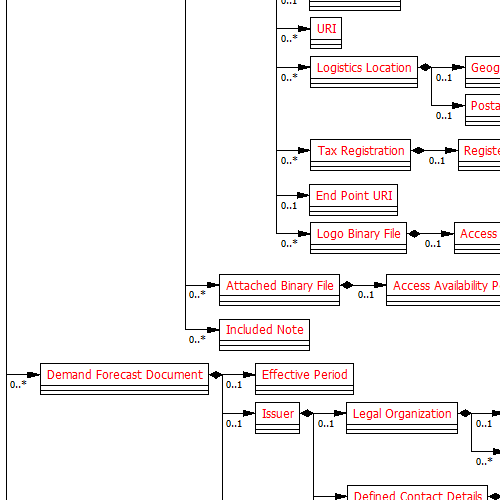 0..1
URI
0..*
Logistics Location
Geog
0..*
0..1
Posta
0..1
Tax Registration
Registe
0..*
0..1
End Point URI
0..1
Logo Binary File
Access
0..*
0..1
Attached Binary File
Access Availability P
0..*
0..1
Included Note
0..*
Demand Forecast Document
Effective Period
0..*
0..1
Issuer
Legal Organization
0..1
0..1
0..1
0..*
Defined Contact Details